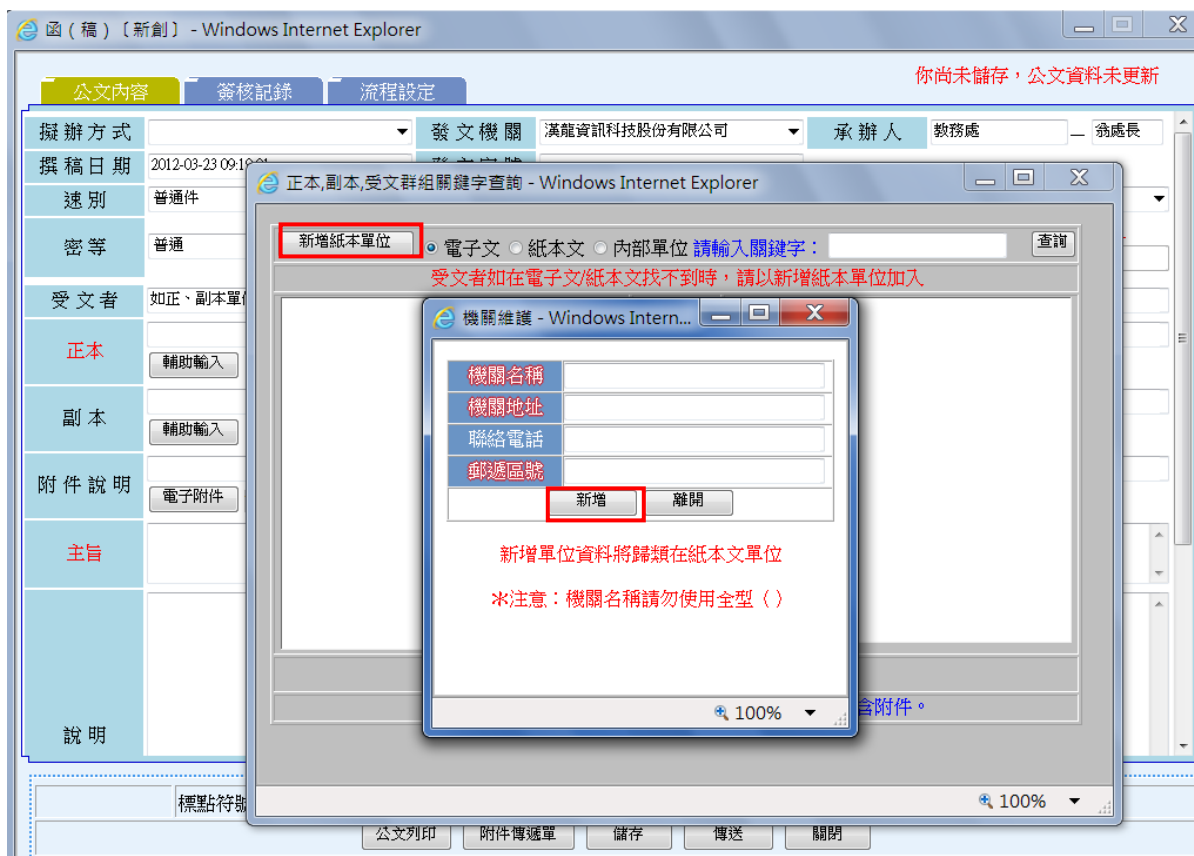 函（稿）〔新創〕 - Windows Internet Explorer
你尚未儲存，公文資料未更新
公文內容 簽核記錄 流程設定
擬辦方式 發文機關 漢龍資訊科技股份有限公司 承辦人 教務處 — 翁處長
撰稿日期 2012-03-23 09:19
正本,副本,受文群組關鍵字查詢 - Windows Internet Explorer
速別 普通件
密等 普通
新增紙本單位 電子文 紙本文 內部單位 請輸入關鍵字： 查詢
受文者如在電子文/紙本文找不到時，請以新增紙本單位加入
受文者 如正、副本單
機關維護 - Windows Intern...
正本
輔助輸入
機關名稱
機關地址
副本
輔助輸入
聯絡電話
郵遞區號
附件說明
電子附件
新增 離開
主旨
新增單位資料將歸類在紙本文單位
＊注意：機關名稱請勿使用全型（）
100%
含附件。
說明
標點符號
100%
公文列印 附件傳遞單 儲存 傳送 關閉